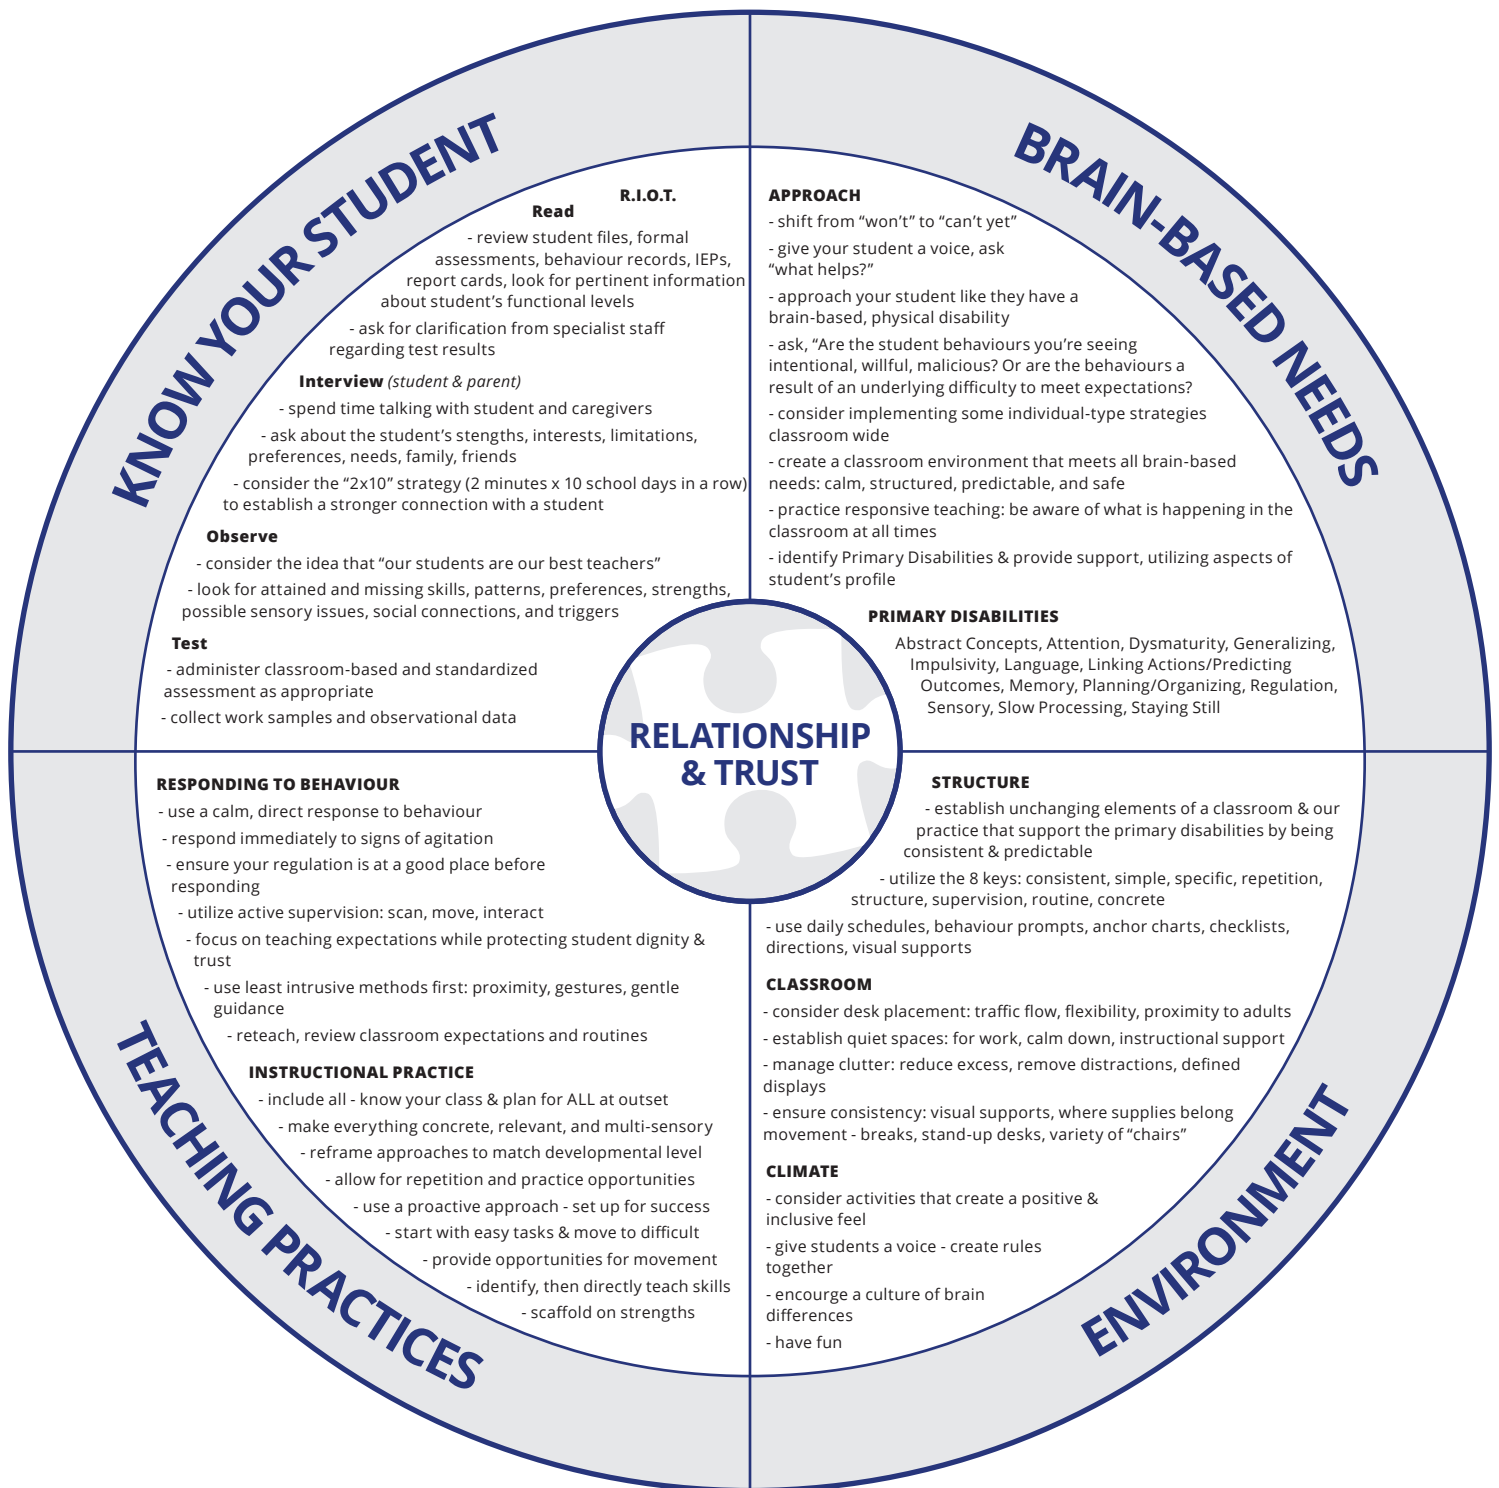 KNOW YOUR STUDENT
R.I.O.T.
Read
- review student files, formal
assessments, behaviour records, IEPs,
report cards, look for pertinent information
about student’s functional levels
- ask for clarification from specialist staff
regarding test results
Interview (student & parent)
- spend time talking with student and caregivers
- ask about the student’s stengths, interests, limitations,
preferences, needs, family, friends
- consider the “2x10” strategy (2 minutes x 10 school days in a row)
to establish a stronger connection with a student
Observe
- consider the idea that “our students are our best teachers”
- look for attained and missing skills, patterns, preferences, strengths,
possible sensory issues, social connections, and triggers
Test
- administer classroom-based and standardized
assessment as appropriate
- collect work samples and observational data
BRAIN-BASED NEEDS
APPROACH
- shift from “won’t” to “can’t yet”
- give your student a voice, ask
“what helps?”
- approach your student like they have a
brain-based, physical disability
- ask, “Are the student behaviours you’re seeing
intentional, willful, malicious? Or are the behaviours a
result of an underlying difficulty to meet expectations?
- consider implementing some individual-type strategies
classroom wide
- create a classroom environment that meets all brain-based
needs: calm, structured, predictable, and safe
- practice responsive teaching: be aware of what is happening in the
classroom at all times
- identify Primary Disabilities & provide support, utilizing aspects of
student’s profile
PRIMARY DISABILITIES
Abstract Concepts, Attention, Dysmaturity, Generalizing,
Impulsivity, Language, Linking Actions/Predicting
Outcomes, Memory, Planning/Organizing, Regulation,
Sensory, Slow Processing, Staying Still
RELATIONSHIP
& TRUST
TEACHING PRACTICES
RESPONDING TO BEHAVIOUR
- use a calm, direct response to behaviour
- respond immediately to signs of agitation
- ensure your regulation is at a good place before
responding
- utilize active supervision: scan, move, interact
- focus on teaching expectations while protecting student dignity &
trust
- use least intrusive methods first: proximity, gestures, gentle
guidance
- reteach, review classroom expectations and routines
INSTRUCTIONAL PRACTICE
- include all - know your class & plan for ALL at outset
- make everything concrete, relevant, and multi-sensory
- reframe approaches to match developmental level
- allow for repetition and practice opportunities
- use a proactive approach - set up for success
- start with easy tasks & move to difficult
- provide opportunities for movement
- identify, then directly teach skills
- scaffold on strengths
ENVIRONMENT
STRUCTURE
- establish unchanging elements of a classroom & our
practice that support the primary disabilities by being
consistent & predictable
- utilize the 8 keys: consistent, simple, specific, repetition,
structure, supervision, routine, concrete
- use daily schedules, behaviour prompts, anchor charts, checklists,
directions, visual supports
CLASSROOM
- consider desk placement: traffic flow, flexibility, proximity to adults
- establish quiet spaces: for work, calm down, instructional support
- manage clutter: reduce excess, remove distractions, defined
displays
- ensure consistency: visual supports, where supplies belong
movement - breaks, stand-up desks, variety of “chairs”
CLIMATE
- consider activities that create a positive &
inclusive feel
- give students a voice - create rules
together
- encourge a culture of brain
differences
- have fun